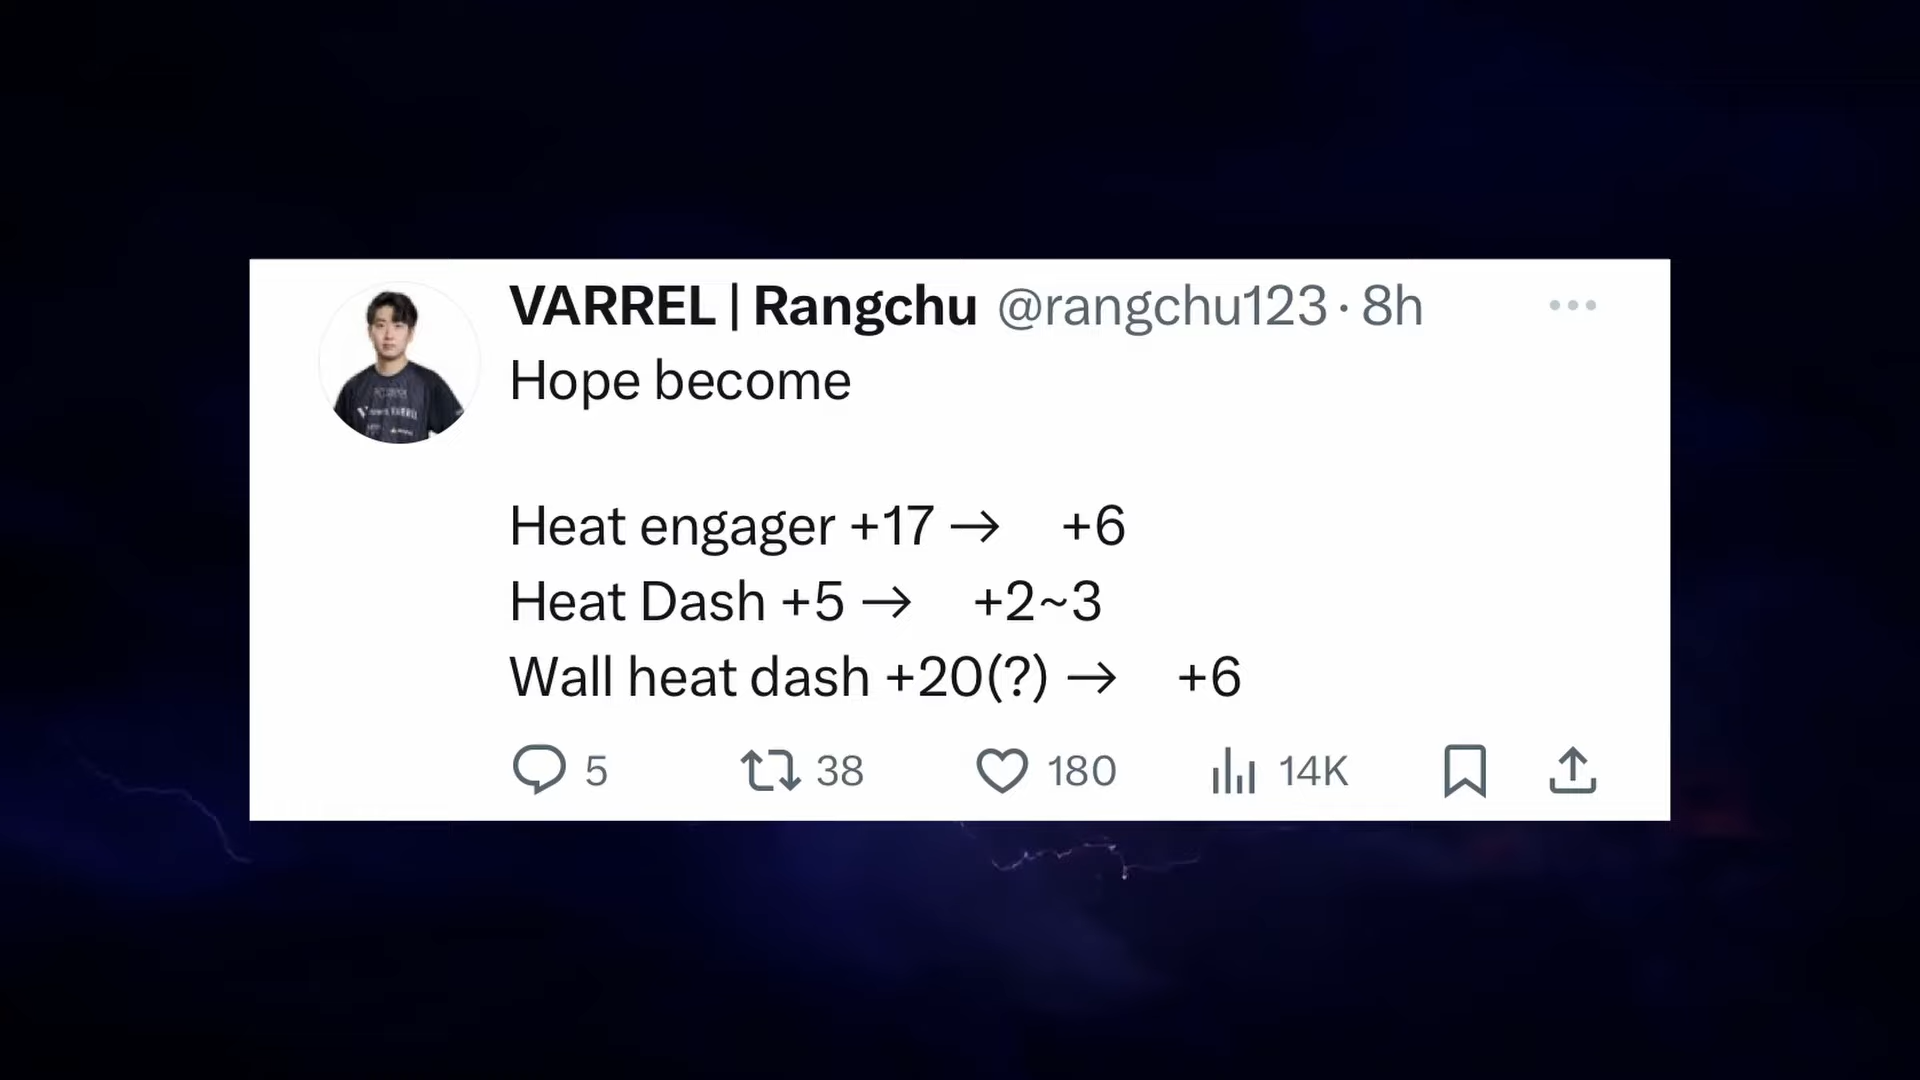 VARREL | Rangchu @rangchu123 · 8h
Hope become
Heat engager +17 → +6
Heat Dash +5 → +2~3
Wall heat dash +20(?) → +6
5 38 180 14K